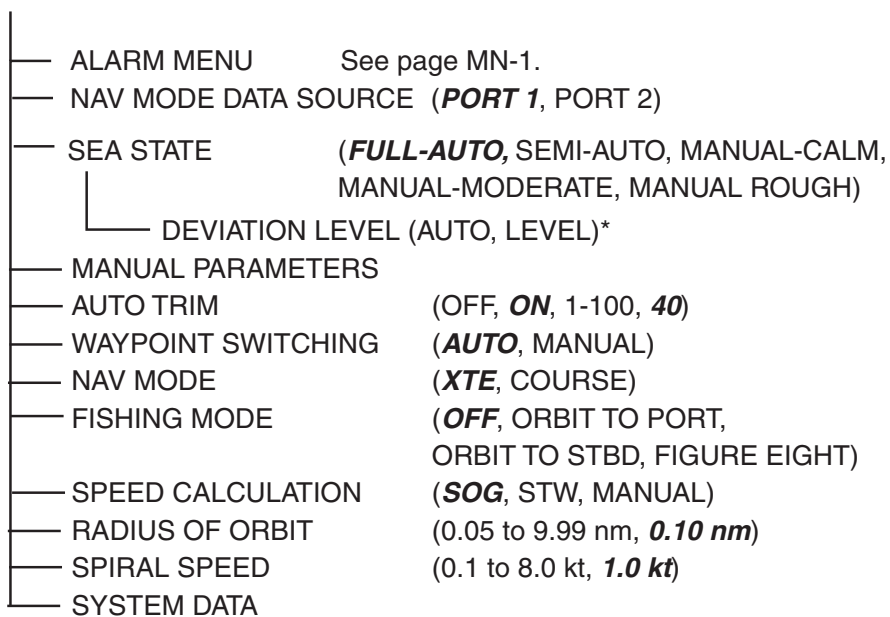 ALARM MENU See page MN-1.
NAV MODE DATA SOURCE (PORT 1, PORT 2)
SEA STATE (FULL-AUTO, SEMI-AUTO, MANUAL-CALM,
MANUAL-MODERATE, MANUAL ROUGH)
DEVIATION LEVEL (AUTO, LEVEL)*
MANUAL PARAMETERS
AUTO TRIM (OFF, ON, 1-100, 40)
WAYPOINT SWITCHING (AUTO, MANUAL)
NAV MODE (XTE, COURSE)
FISHING MODE (OFF, ORBIT TO PORT,
ORBIT TO STBD, FIGURE EIGHT)
SPEED CALCULATION (SOG, STW, MANUAL)
RADIUS OF ORBIT (0.05 to 9.99 nm, 0.10 nm)
SPIRAL SPEED (0.1 to 8.0 kt, 1.0 kt)
SYSTEM DATA